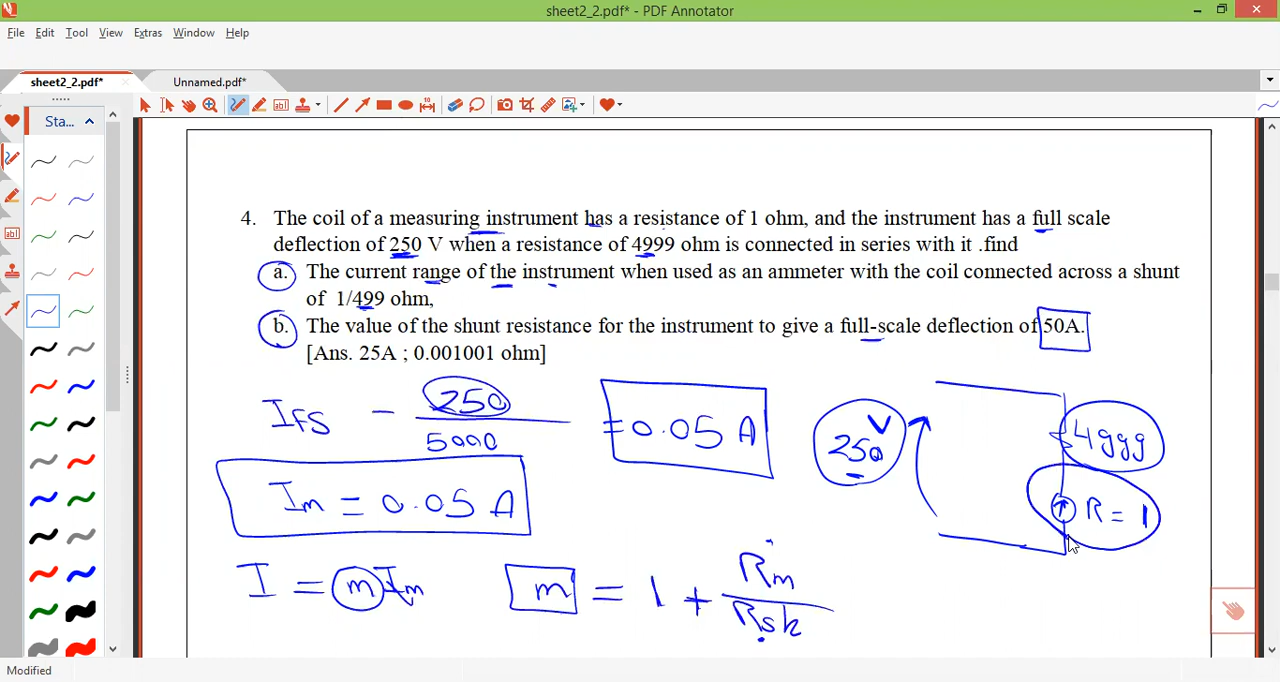 sheet2_2.pdf* - PDF Annotator
File Edit Tool View Extras Window Help
sheet2_2.pdf* Unnamed.pdf*
Sta...
4. The coil of a measuring instrument has a resistance of 1 ohm, and the instrument has a full scale
deflection of 250 V when a resistance of 4999 ohm is connected in series with it .find
a. The current range of the instrument when used as an ammeter with the coil connected across a shunt
of 1/499 ohm,
b. The value of the shunt resistance for the instrument to give a full-scale deflection of 50A.
[Ans. 25A ; 0.001001 ohm]
IFS - 250 / 5000 = 0.05 A
250 V
4999
R = 1
Im = 0.05 A
I = m Im
m = 1 + Rm / Rsh
Modified